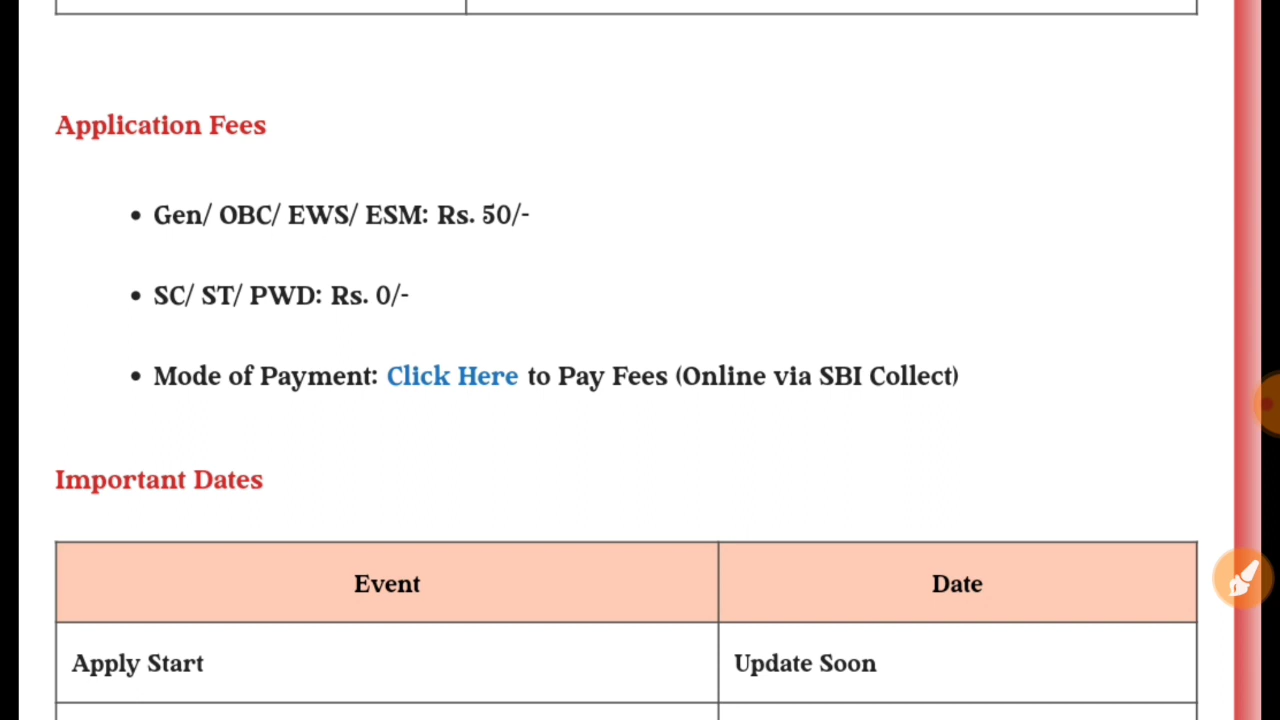 Application Fees
• Gen/ OBC/ EWS/ ESM: Rs. 50/-
• SC/ ST/ PWD: Rs. 0/-
• Mode of Payment: Click Here to Pay Fees (Online via SBI Collect)
Important Dates
Event Date
Apply Start Update Soon